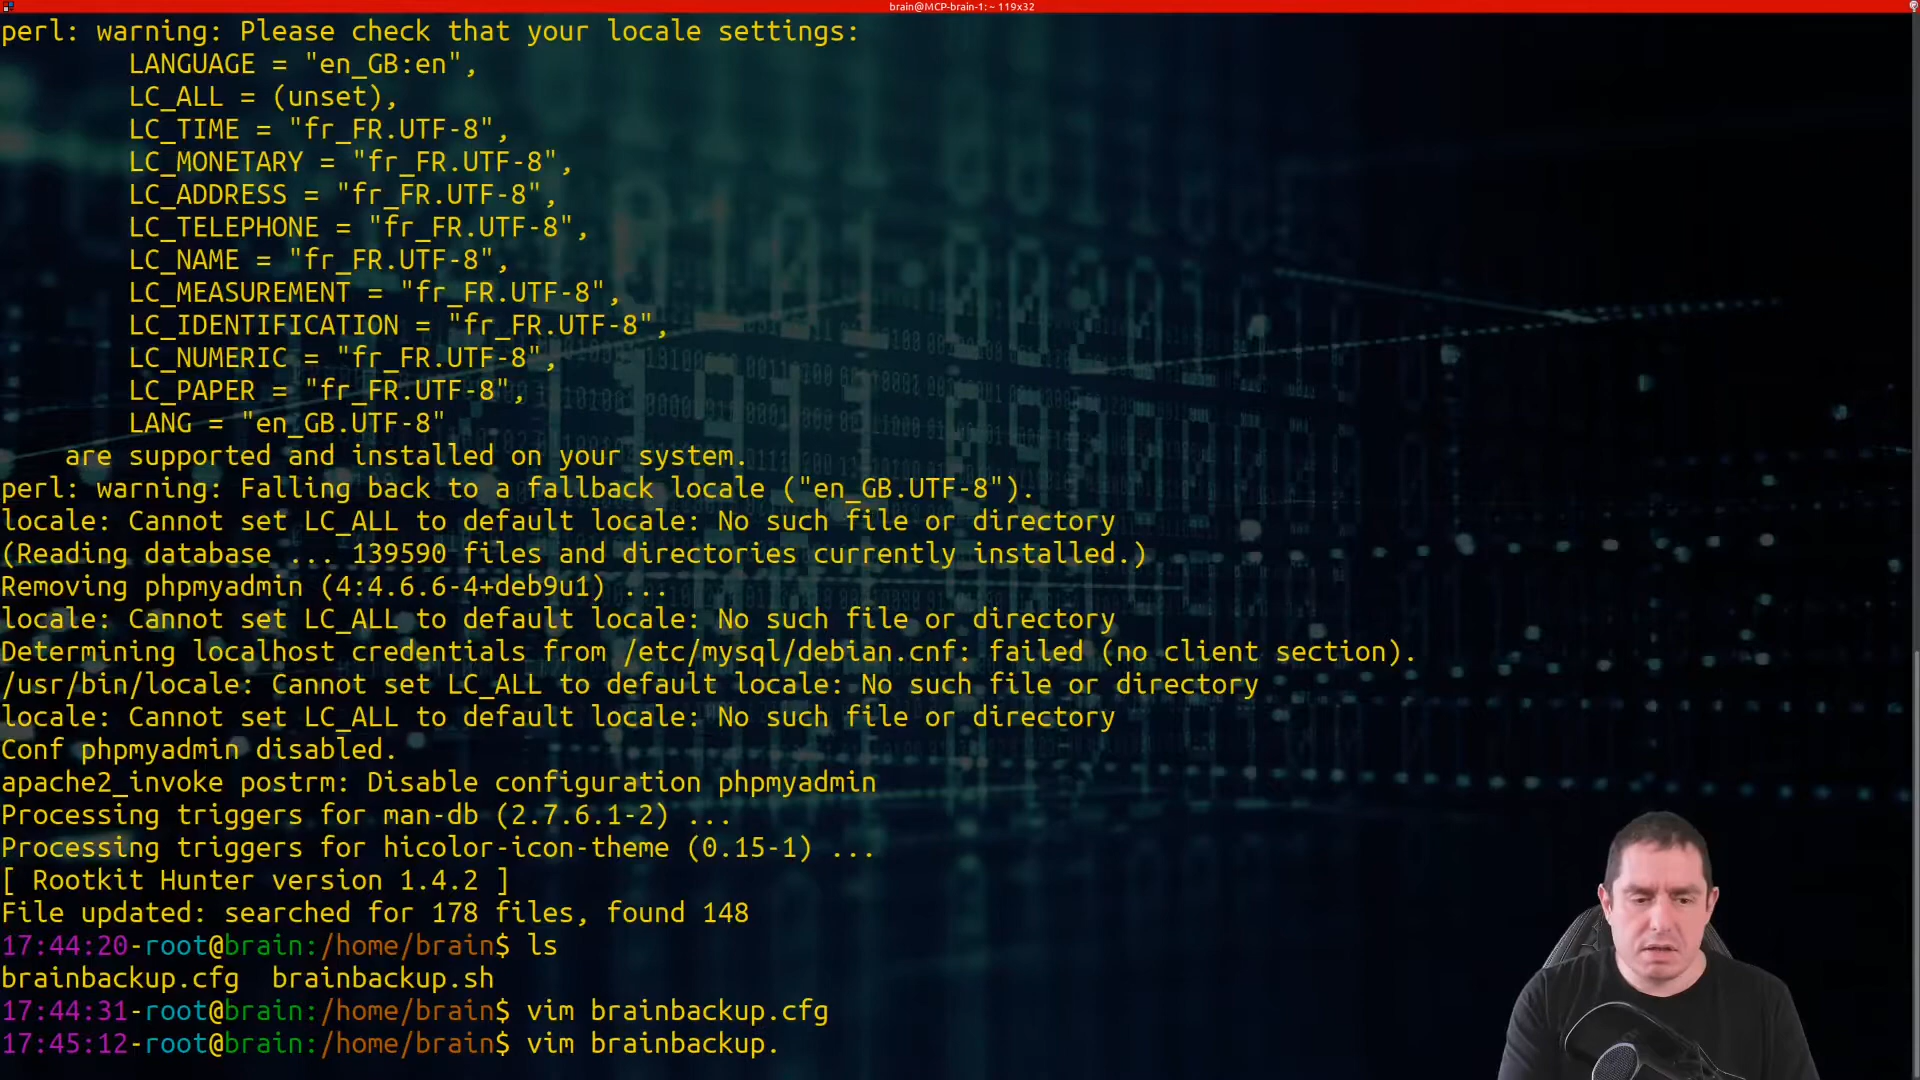 brain@MCP-brain-1: ~ 119x32
perl: warning: Please check that your locale settings:
LANGUAGE = "en_GB:en",
LC_ALL = (unset),
LC_TIME = "fr_FR.UTF-8",
LC_MONETARY = "fr_FR.UTF-8",
LC_ADDRESS = "fr_FR.UTF-8",
LC_TELEPHONE = "fr_FR.UTF-8",
LC_NAME = "fr_FR.UTF-8",
LC_MEASUREMENT = "fr_FR.UTF-8",
LC_IDENTIFICATION = "fr_FR.UTF-8",
LC_NUMERIC = "fr_FR.UTF-8",
LC_PAPER = "fr_FR.UTF-8",
LANG = "en_GB.UTF-8"
are supported and installed on your system.
perl: warning: Falling back to a fallback locale ("en_GB.UTF-8").
locale: Cannot set LC_ALL to default locale: No such file or directory
(Reading database ... 139590 files and directories currently installed.)
Removing phpmyadmin (4:4.6.6-4+deb9u1) ...
locale: Cannot set LC_ALL to default locale: No such file or directory
Determining localhost credentials from /etc/mysql/debian.cnf: failed (no client section).
/usr/bin/locale: Cannot set LC_ALL to default locale: No such file or directory
locale: Cannot set LC_ALL to default locale: No such file or directory
Conf phpmyadmin disabled.
apache2_invoke postrm: Disable configuration phpmyadmin
Processing triggers for man-db (2.7.6.1-2) ...
Processing triggers for hicolor-icon-theme (0.15-1) ...
[ Rootkit Hunter version 1.4.2 ]
File updated: searched for 178 files, found 148
17:44:20-root@brain:/home/brain$ ls
brainbackup.cfg  brainbackup.sh
17:44:31-root@brain:/home/brain$ vim brainbackup.cfg
17:45:12-root@brain:/home/brain$ vim brainbackup.